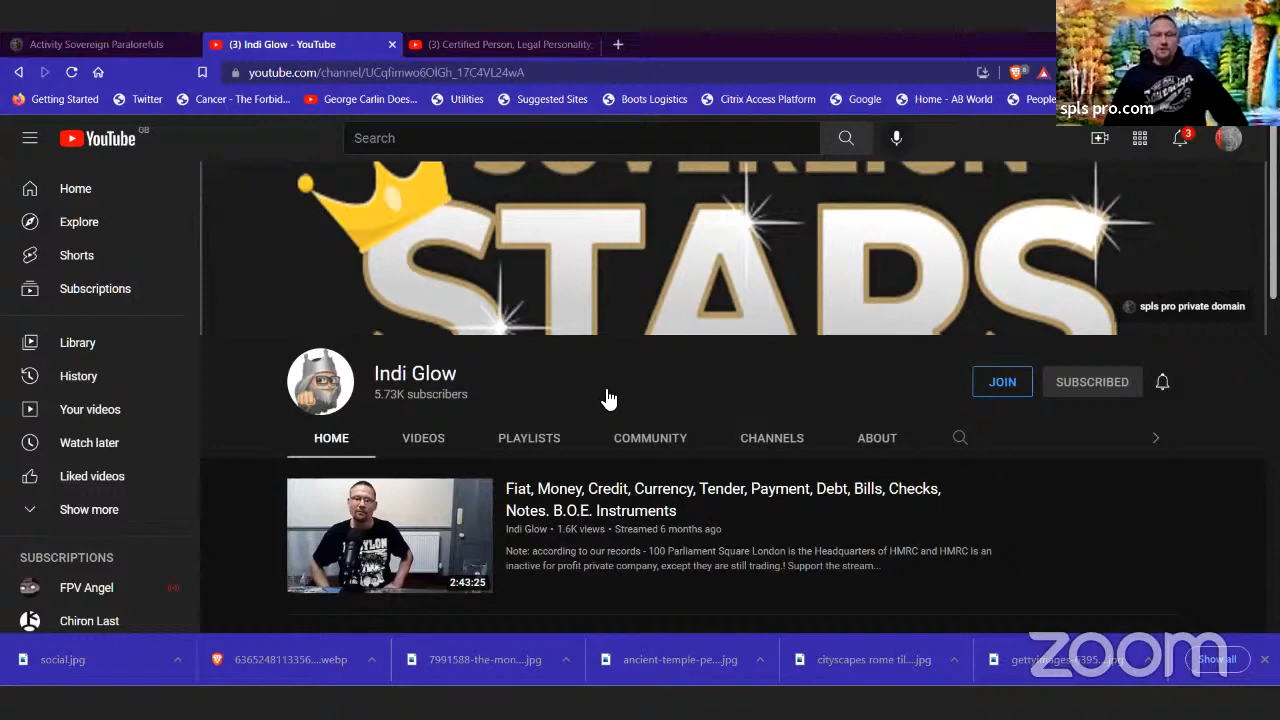 Activity Sovereign Paralorefuls
(3) Indi Glow - YouTube
(3) Certified Person, Legal Personality,
youtube.com/channel/UCqfimwo6OlGh_17C4VL24wA
8
Getting Started
Twitter
Cancer - The Forbid...
George Carlin Does...
Utilities
Suggested Sites
Boots Logistics
Citrix Access Platform
Google
Home - AB World
People
spls pro.com
YouTube GB
Search
3
Home
Explore
Shorts
Subscriptions
Library
History
Your videos
Watch later
Liked videos
Show more
SUBSCRIPTIONS
FPV Angel
Chiron Last
SOVEREIGN
STARS
spls pro private domain
Indi Glow
5.73K subscribers
JOIN
SUBSCRIBED
HOME
VIDEOS
PLAYLISTS
COMMUNITY
CHANNELS
ABOUT
2:43:25
Fiat, Money, Credit, Currency, Tender, Payment, Debt, Bills, Checks,
Notes. B.O.E. Instruments
Indi Glow • 1.6K views • Streamed 6 months ago
Note: according to our records - 100 Parliament Square London is the Headquarters of HMRC and HMRC is an
inactive for profit private company, except they are still trading.! Support the stream...
social.jpg
6365248113356....webp
7991588-the-mon....jpg
ancient-temple-pe....jpg
cityscapes rome til....jpg
gettyimages-6395...jpg
Show all
zoom